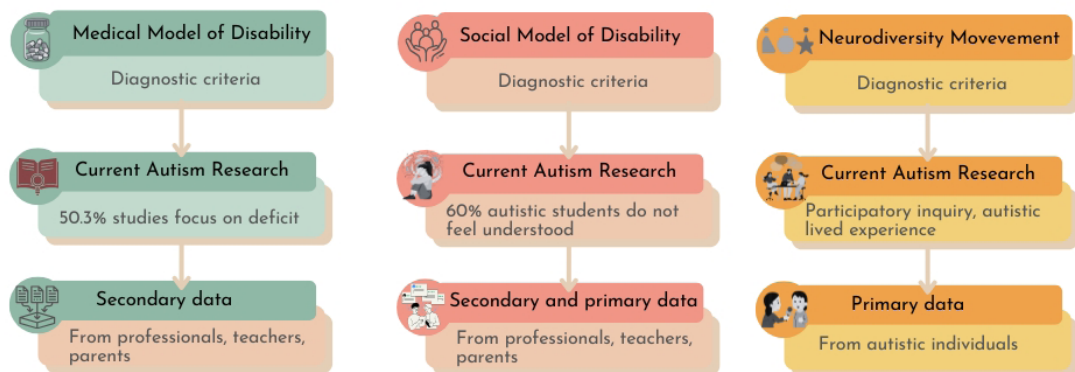 Medical Model of Disability
Diagnostic criteria
Current Autism Research
50.3% studies focus on deficit
Secondary data
From professionals, teachers,
parents
Social Model of Disability
Diagnostic criteria
Current Autism Research
60% autistic students do not
feel understood
Secondary and primary data
From professionals, teachers,
parents
Neurodiversity Movevement
Diagnostic criteria
Current Autism Research
Participatory inquiry, autistic
lived experience
Primary data
From autistic individuals